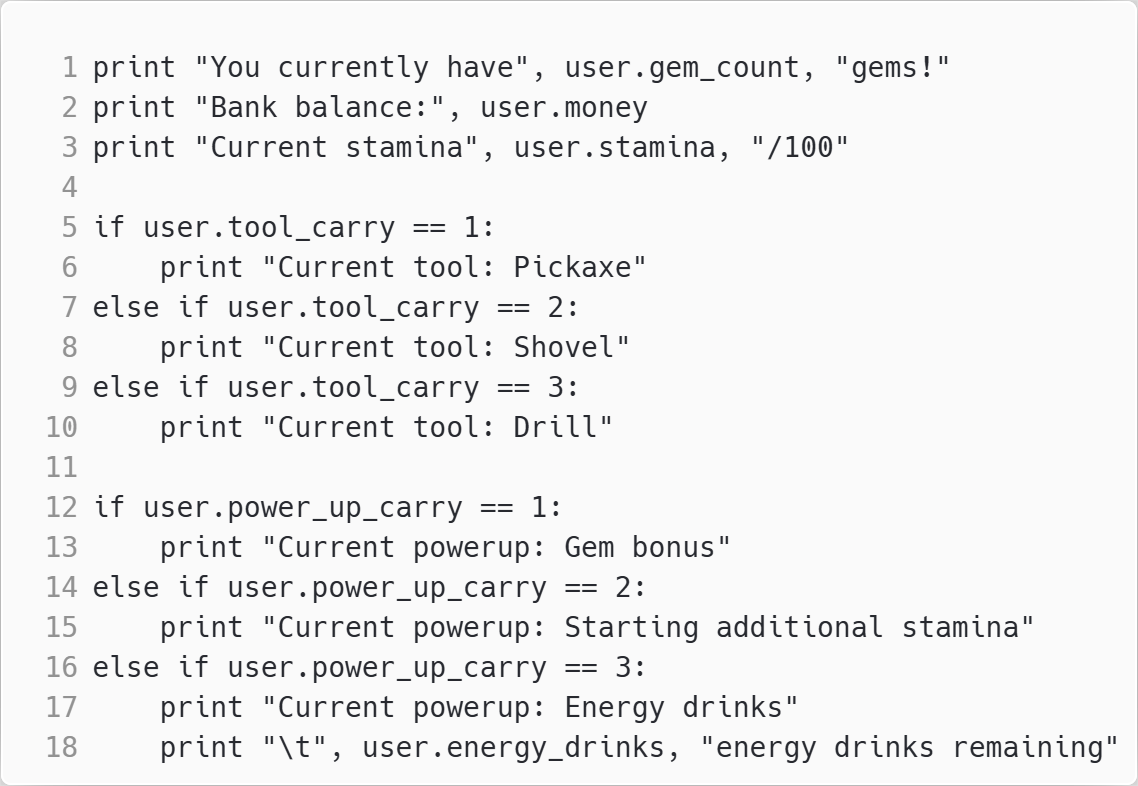 1 print "You currently have", user.gem_count, "gems!"
2 print "Bank balance:", user.money
3 print "Current stamina", user.stamina, "/100"
4
5 if user.tool_carry == 1:
6     print "Current tool: Pickaxe"
7 else if user.tool_carry == 2:
8     print "Current tool: Shovel"
9 else if user.tool_carry == 3:
10     print "Current tool: Drill"
11
12 if user.power_up_carry == 1:
13     print "Current powerup: Gem bonus"
14 else if user.power_up_carry == 2:
15     print "Current powerup: Starting additional stamina"
16 else if user.power_up_carry == 3:
17     print "Current powerup: Energy drinks"
18     print "\t", user.energy_drinks, "energy drinks remaining"